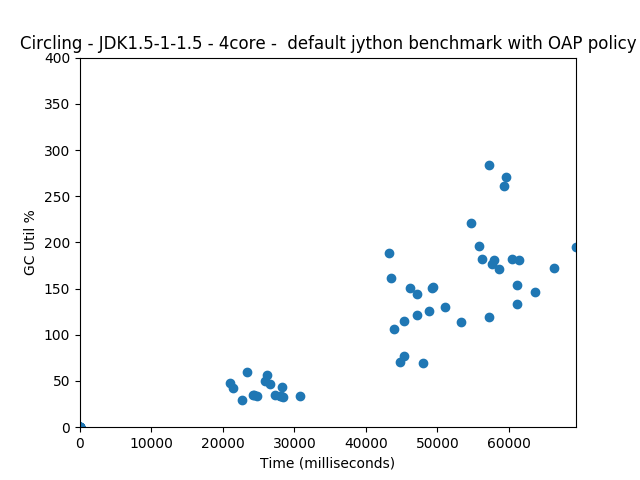 Circling - JDK1.5-1-1.5 - 4core -  default jython benchmark with OAP policy
400
350
300
250
200
150
100
50
0
GC Util %
0 10000 20000 30000 40000 50000 60000
Time (milliseconds)